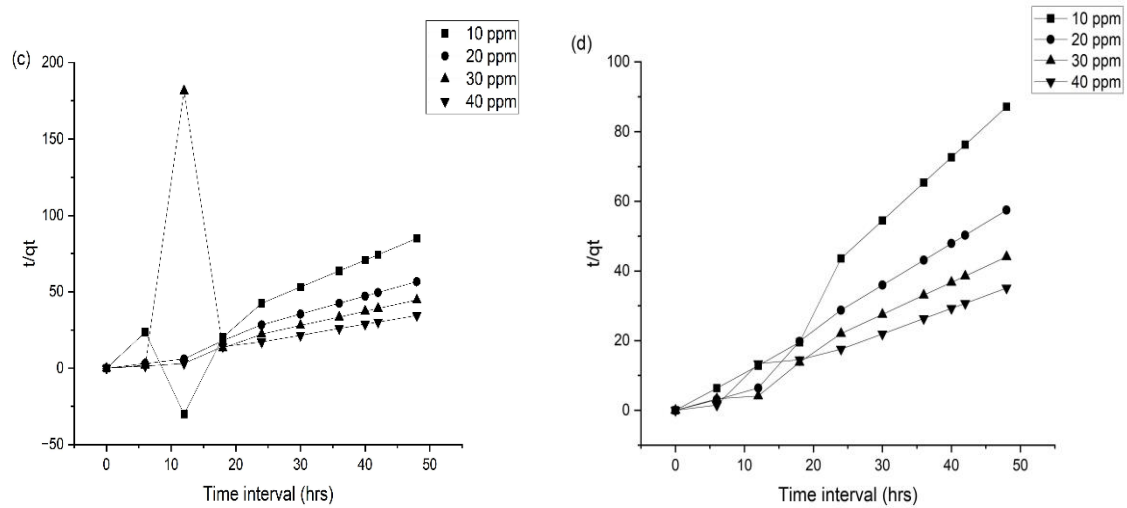 (c)
10 ppm
20 ppm
30 ppm
40 ppm
200
150
100
50
0
−50
t/qt
0 10 20 30 40 50
Time interval (hrs)
(d)
10 ppm
20 ppm
30 ppm
40 ppm
100
80
60
40
20
0
t/qt
0 10 20 30 40 50
Time interval (hrs)